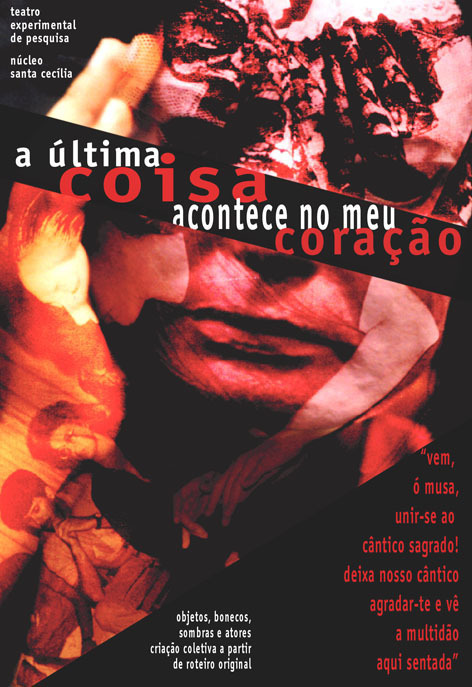 teatro
experimental
de pesquisa
núcleo
santa cecília
a última
coisa
acontece no meu
coração
"vem,
ó musa,
unir-se ao
cântico sagrado!
deixa nosso cântico
agradar-te e vê
a multidão
aqui sentada"
objetos, bonecos,
sombras e atores
criação coletiva a partir
de roteiro original